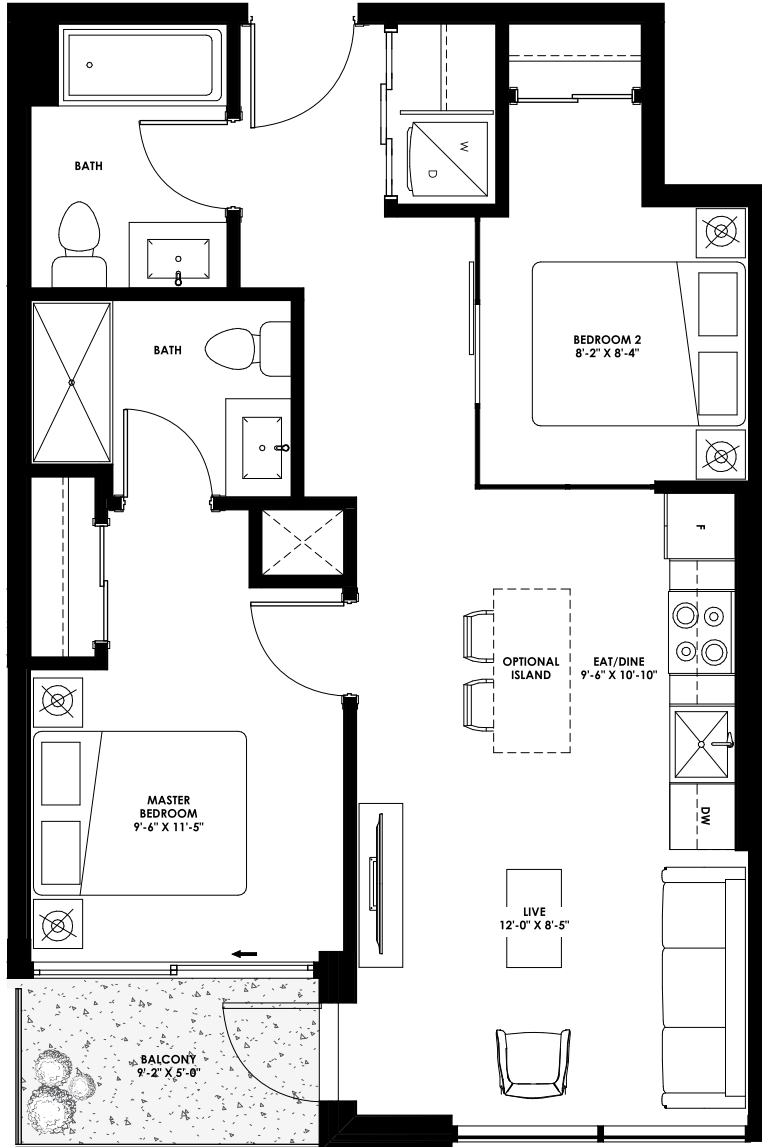 BATH
W
D
BATH
BEDROOM 2
8'-2" X 8'-4"
F
OPTIONAL
ISLAND
EAT/DINE
9'-6" X 10'-10"
MASTER
BEDROOM
9'-6" X 11'-5"
DW
LIVE
12'-0" X 8'-5"
BALCONY
9'-2" X 5'-0"